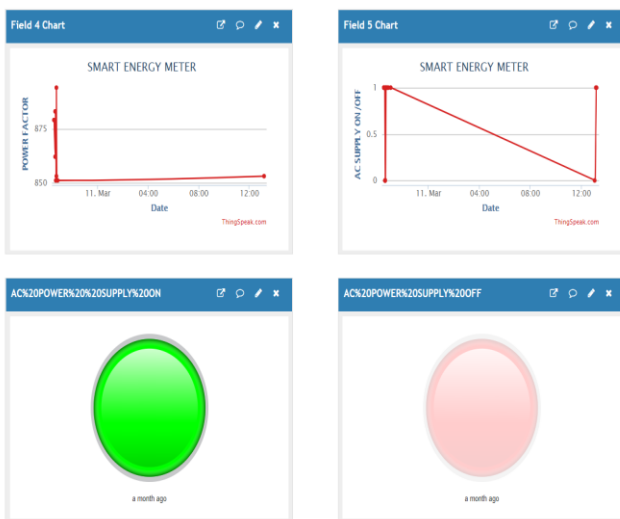 Field 4 Chart
SMART ENERGY METER
POWER FACTOR
875
850
11. Mar 04:00 08:00 12:00
Date
ThingSpeak.com
Field 5 Chart
SMART ENERGY METER
AC SUPPLY ON /OFF
1
0.5
0
11. Mar 04:00 08:00 12:00
Date
ThingSpeak.com
AC%20POWER%20%20SUPPLY%20ON
a month ago
AC%20POWER%20SUPPLY%20OFF
a month ago